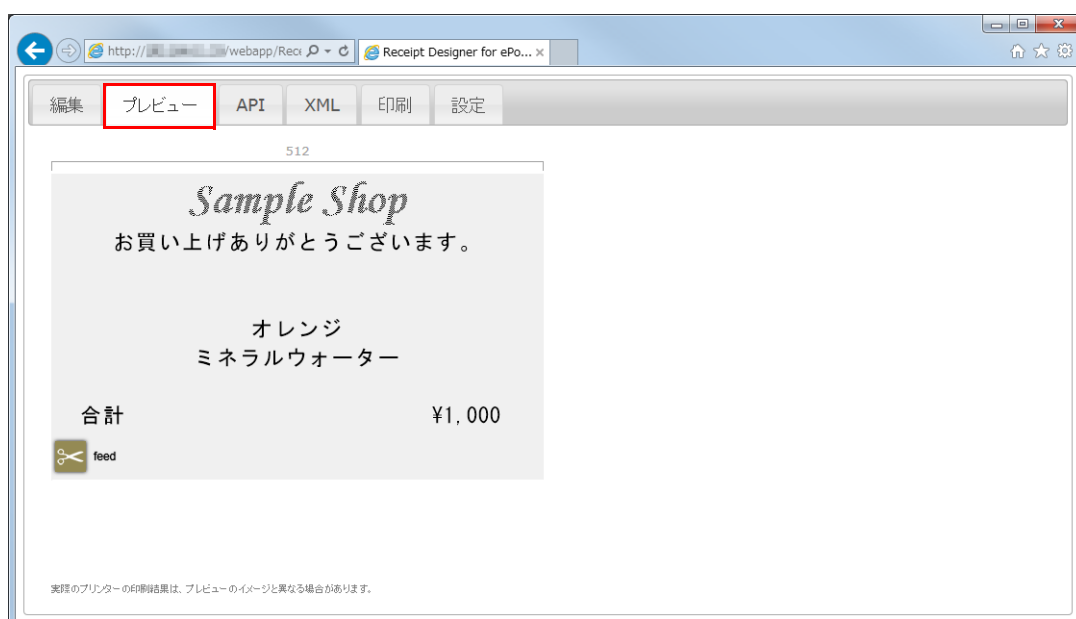 http:// /webapp/Rece
Receipt Designer for ePo...
編集 プレビュー API XML 印刷 設定
512
Sample Shop
お買い上げありがとうございます。
オレンジ
ミネラルウォーター
合計 ¥1,000
feed
実際のプリンターの印刷結果は、プレビューのイメージと異なる場合があります。